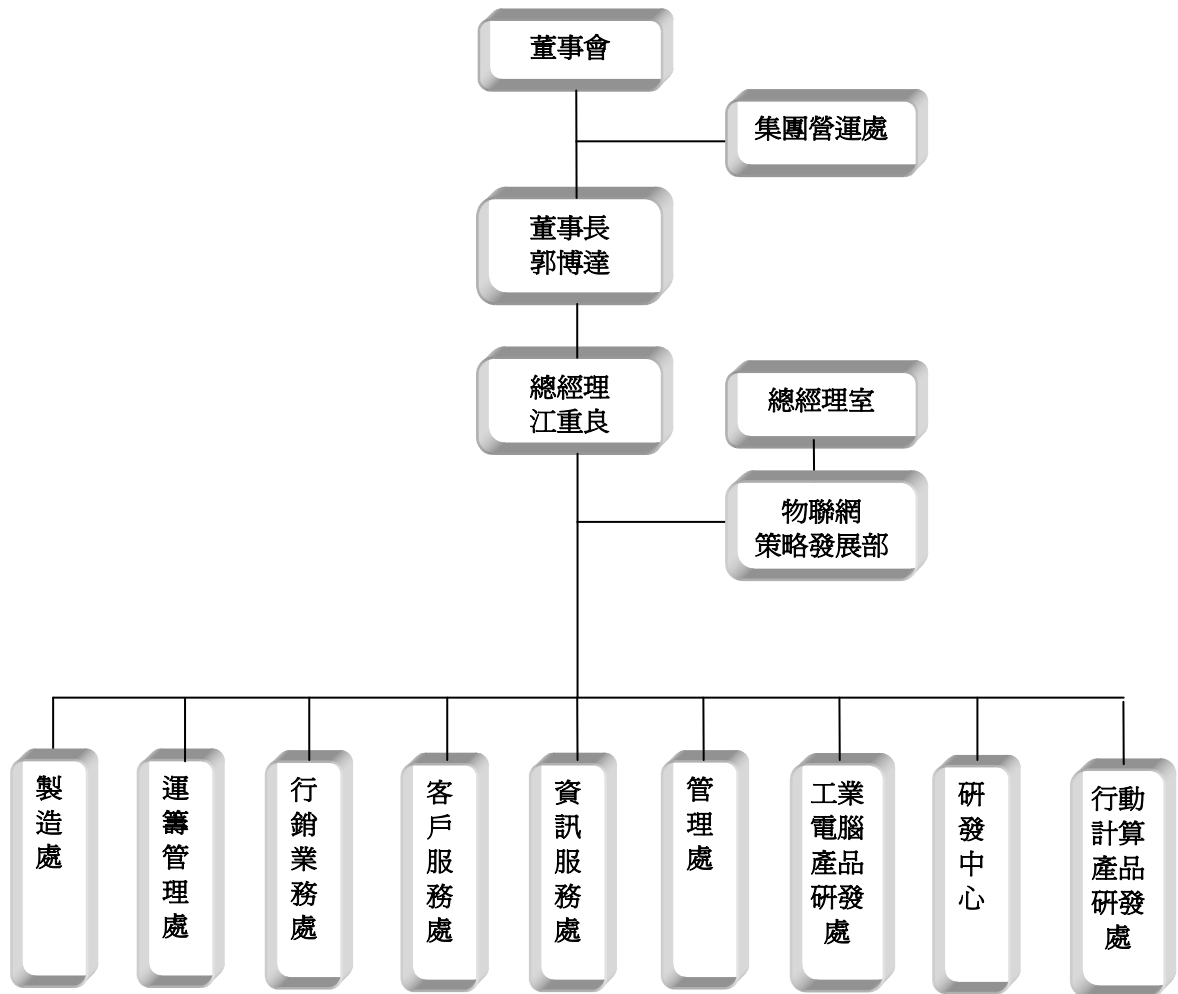 董事會
集團營運處
董事長
郭博達
總經理
江重良
總經理室
物聯網
策略發展部
製造處
運籌管理處
行銷業務處
客戶服務處
資訊服務處
管理處
工業
電腦
產品
研發
處
研發中心
行動
計算
產品
研發
處